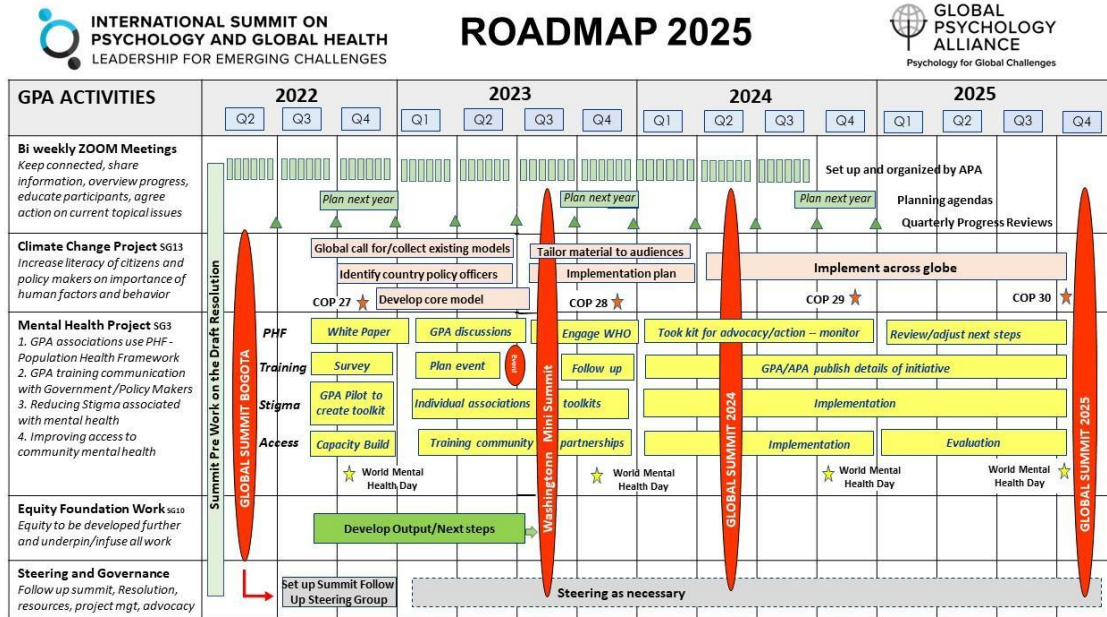 INTERNATIONAL SUMMIT ON
PSYCHOLOGY AND GLOBAL HEALTH
LEADERSHIP FOR EMERGING CHALLENGES
ROADMAP 2025
GLOBAL
PSYCHOLOGY
ALLIANCE
Psychology for Global Challenges
GPA ACTIVITIES
2022
2023
2024
2025
Q2
Q3
Q4
Q1
Q2
Q3
Q4
Q1
Q2
Q3
Q4
Q1
Q2
Q3
Q4
Bi weekly ZOOM Meetings
Keep connected, share
information, overview progress,
educate participants, agree
action on current topical issues
Set up and organized by APA
Plan next year
Plan next year
Plan next year
Planning agendas
Quarterly Progress Reviews
Summit Pre Work on the Draft Resolution
GLOBAL SUMMIT BOGOTA
Washingtonn Mini Summit
GLOBAL SUMMIT 2024
GLOBAL SUMMIT 2025
Climate Change Project SG13
Increase literacy of citizens and
policy makers on importance of
human factors and behavior
Global call for/collect existing models
Tailor material to audiences
Identify country policy officers
Implementation plan
Implement across globe
Develop core model
COP 27
COP 28
COP 29
COP 30
Mental Health Project SG3
1. GPA associations use PHF -
Population Health Framework
2. GPA training communication
with Government/Policy Makers
3. Reducing Stigma associated
with mental health
4. Improving access to
community mental health
PHF
White Paper
GPA discussions
Engage WHO
Took kit for advocacy/action -- monitor
Review/adjust next steps
Training
Survey
Plan event
Event
Follow up
GPA/APA publish details of initiative
Stigma
GPA Pilot to
create toolkit
Individual associations toolkits
Implementation
Access
Capacity Build
Training community partnerships
Implementation
Evaluation
World Mental
Health Day
World Mental
Health Day
World Mental
Health Day
World Mental
Health Day
Equity Foundation Work SG10
Equity to be developed further
and underpin/infuse all work
Develop Output/Next steps
Steering and Governance
Follow up summit, Resolution,
resources, project mgt, advocacy
Set up Summit Follow
Up Steering Group
Steering as necessary